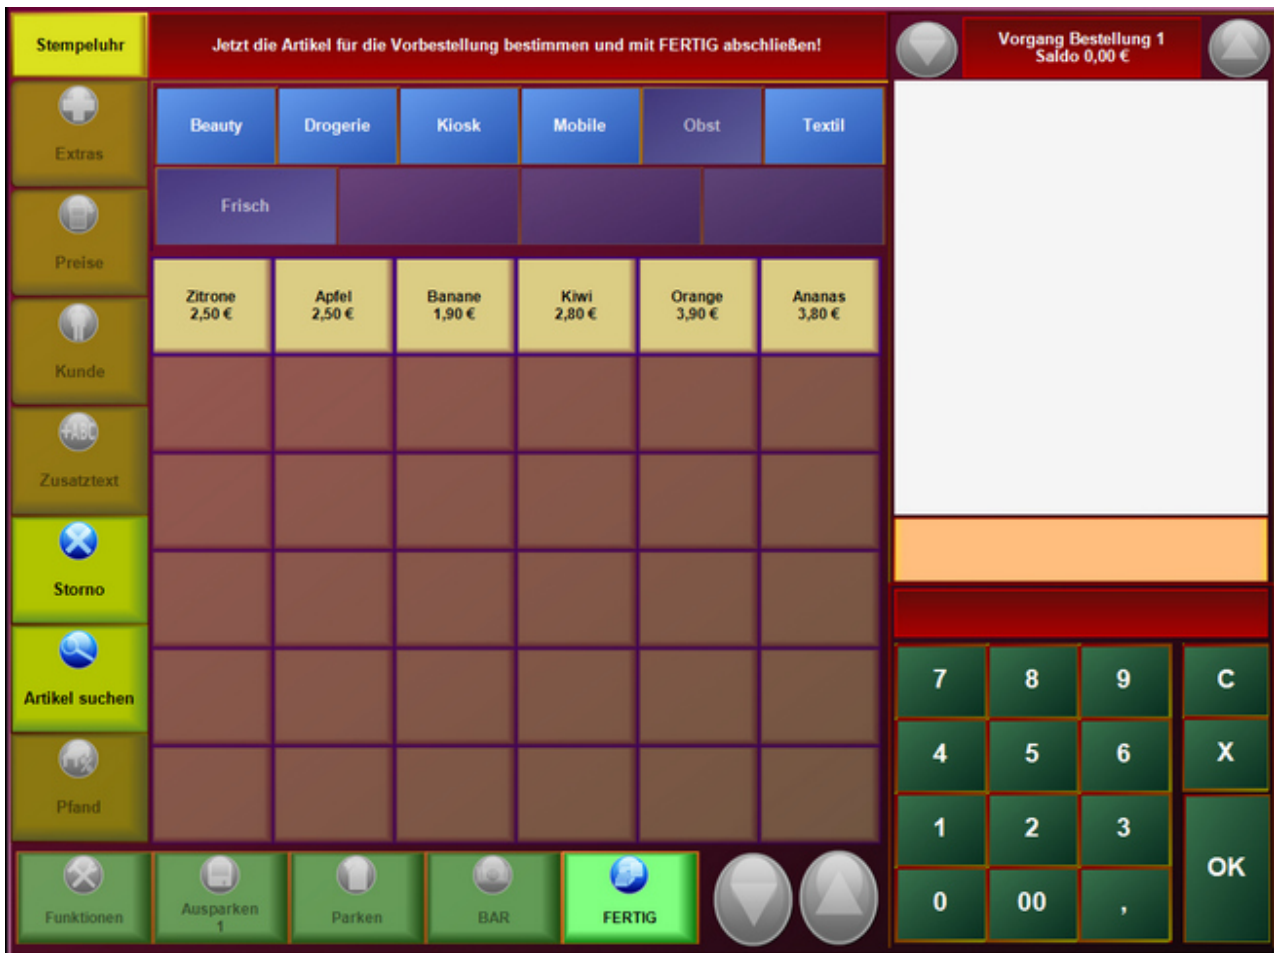 Stempeluhr
Jetzt die Artikel für die Vorbestellung bestimmen und mit FERTIG abschließen!
Vorgang Bestellung 1
Saldo 0,00 €
Extras
Beauty
Drogerie
Kiosk
Mobile
Obst
Textil
Preise
Frisch
Kunde
Zitrone
2,50 €
Apfel
2,50 €
Banane
1,90 €
Kiwi
2,80 €
Orange
3,90 €
Ananas
3,80 €
+ABC
Zusatztext
Storno
Artikel suchen
Pfand
7
8
9
C
4
5
6
X
1
2
3
OK
0
00
,
Funktionen
Ausparken
1
Parken
BAR
FERTIG